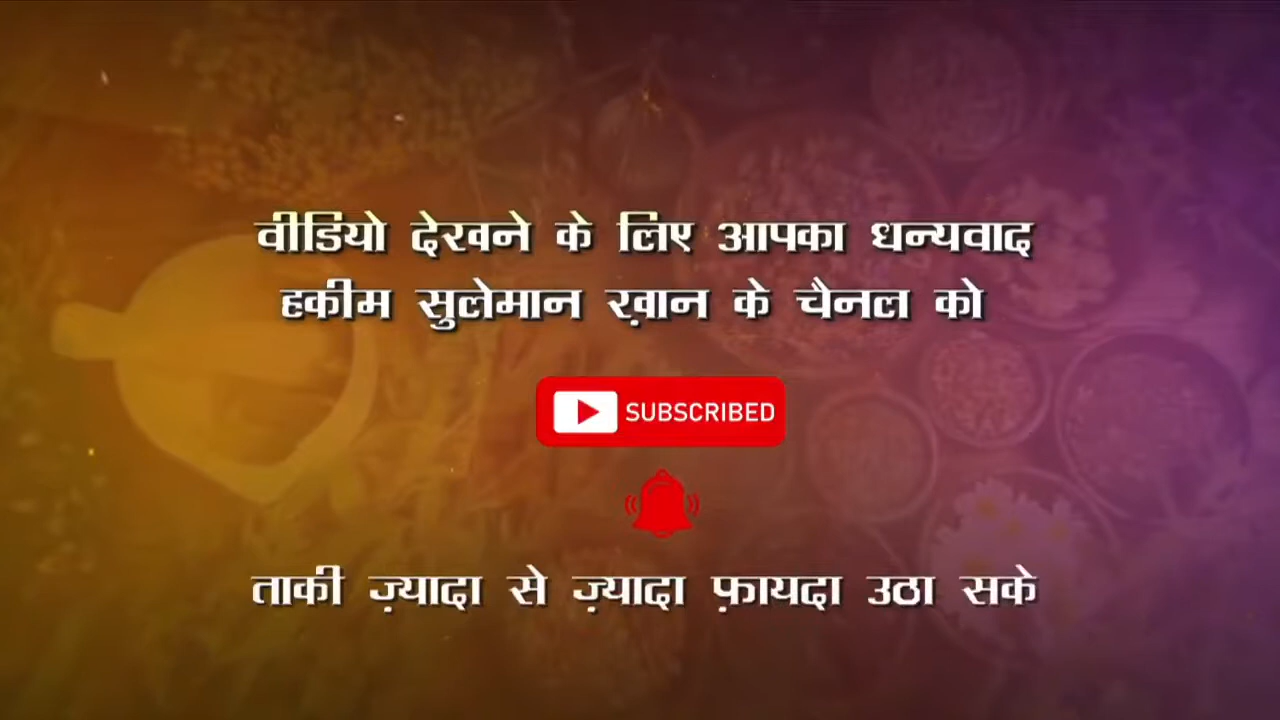 वीडियो देखने के लिए आपका धन्यवाद
हकीम सुलेमान ख़ान के चैनल को
SUBSCRIBED
ताकी ज़्यादा से ज़्यादा फ़ायदा उठा सके